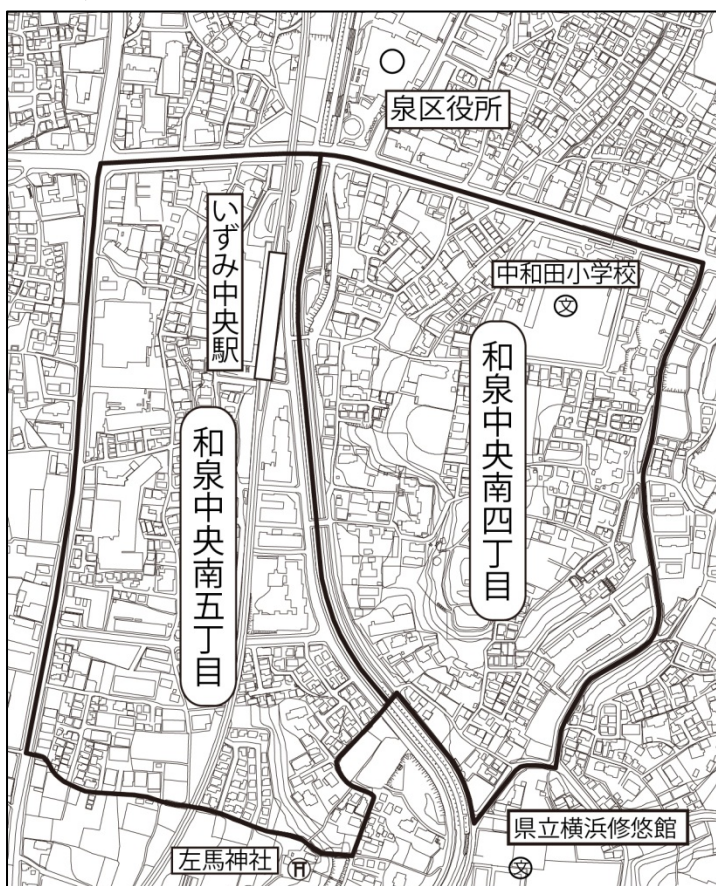 泉区役所
いずみ中央駅
中和田小学校
文
和泉中央南四丁目
和泉中央南五丁目
県立横浜修悠館
文
左馬神社